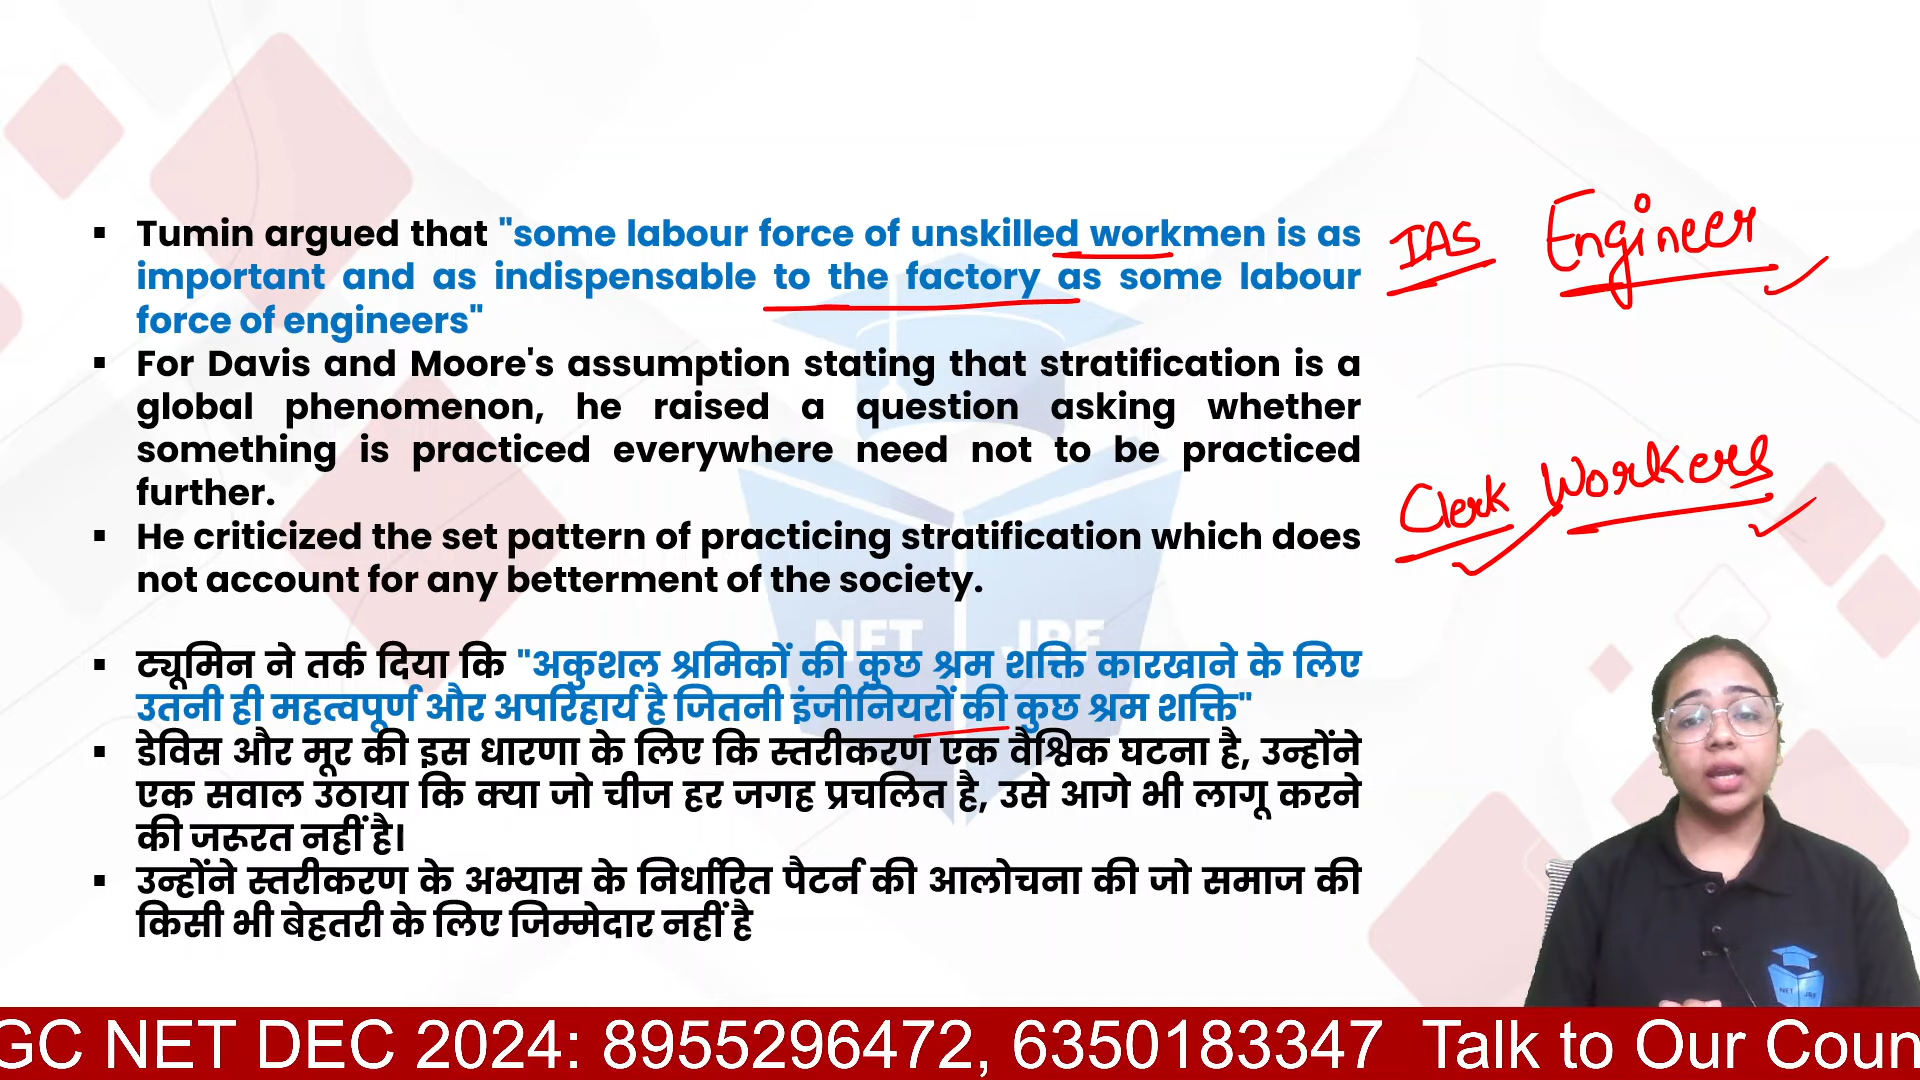 ▪ Tumin argued that "some labour force of unskilled workmen is as
important and as indispensable to the factory as some labour
force of engineers"
▪ For Davis and Moore's assumption stating that stratification is a
global phenomenon, he raised a question asking whether
something is practiced everywhere need not to be practiced
further.
▪ He criticized the set pattern of practicing stratification which does
not account for any betterment of the society.
▪ ट्यूमिन ने तर्क दिया कि "अकुशल श्रमिकों की कुछ श्रम शक्ति कारखाने के लिए
उतनी ही महत्वपूर्ण और अपरिहार्य है जितनी इंजीनियरों की कुछ श्रम शक्ति"
▪ डेविस और मूर की इस धारणा के लिए कि स्तरीकरण एक वैश्विक घटना है, उन्होंने
एक सवाल उठाया कि क्या जो चीज हर जगह प्रचलित है, उसे आगे भी लागू करने
की जरूरत नहीं है।
▪ उन्होंने स्तरीकरण के अभ्यास के निर्धारित पैटर्न की आलोचना की जो समाज की
किसी भी बेहतरी के लिए जिम्मेदार नहीं है
IAS Engineer
Clerk Workers
NET JRF
NET JRF
GC NET DEC 2024: 8955296472, 6350183347 Talk to Our Coun